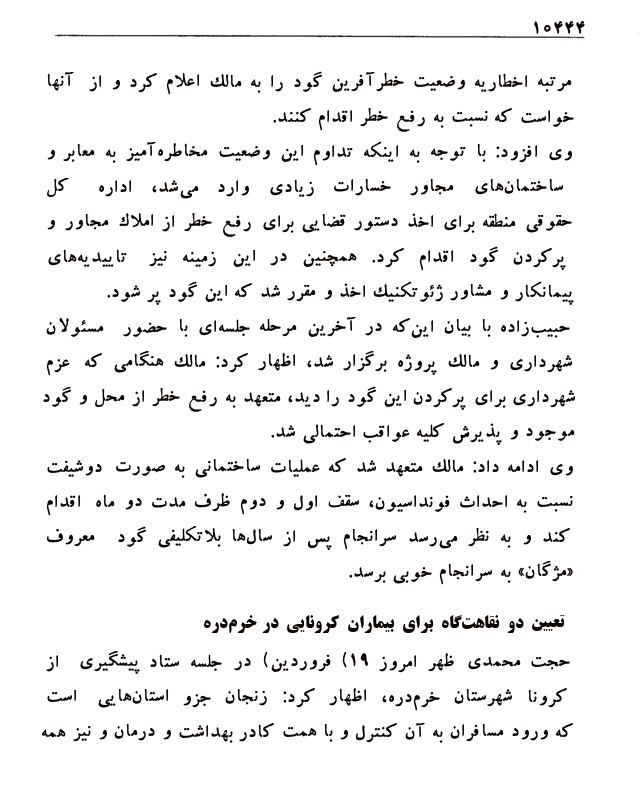 ۱۰۴۴۴
مرتبه اخطاریه وضعیت خطرآفرین گود را به مالك اعلام کرد و از آنها
خواست که نسبت به رفع خطر اقدام کنند.
وی افزود: با توجه به اینکه تداوم این وضعیت مخاطره‌آمیز به معابر و
ساختمان‌های مجاور خسارات زیادی وارد می‌شد، اداره کل
حقوقی منطقه برای اخذ دستور قضایی برای رفع خطر از املاك مجاور و
پرکردن گود اقدام کرد. همچنین در این زمینه نیز تاییدیه‌های
پیمانکار و مشاور ژئوتکنیك اخذ و مقرر شد که این گود پر شود.
حبیب‌زاده با بیان این‌که در آخرین مرحله جلسه‌ای با حضور مسئولان
شهرداری و مالك پروژه برگزار شد، اظهار کرد: مالك هنگامی که عزم
شهرداری برای پرکردن این گود را دید، متعهد به رفع خطر از محل و گود
موجود و پذیرش کلیه عواقب احتمالی شد.
وی ادامه داد: مالك متعهد شد که عملیات ساختمانی به صورت دوشیفت
نسبت به احداث فونداسیون، سقف اول و دوم ظرف مدت دو ماه اقدام
کند و به نظر می‌رسد سرانجام پس از سال‌ها بلاتکلیفی گود معروف
«مژگان» به سرانجام خوبی برسد.
تعیین دو نقاهت‌گاه برای بیماران کرونایی در خرم‌دره
حجت محمدی ظهر امروز ۱۹) فروردین) در جلسه ستاد پیشگیری از
کرونا شهرستان خرم‌دره، اظهار کرد: زنجان جزو استان‌هایی است
که ورود مسافران به آن کنترل و با همت کادر بهداشت و درمان و نیز همه